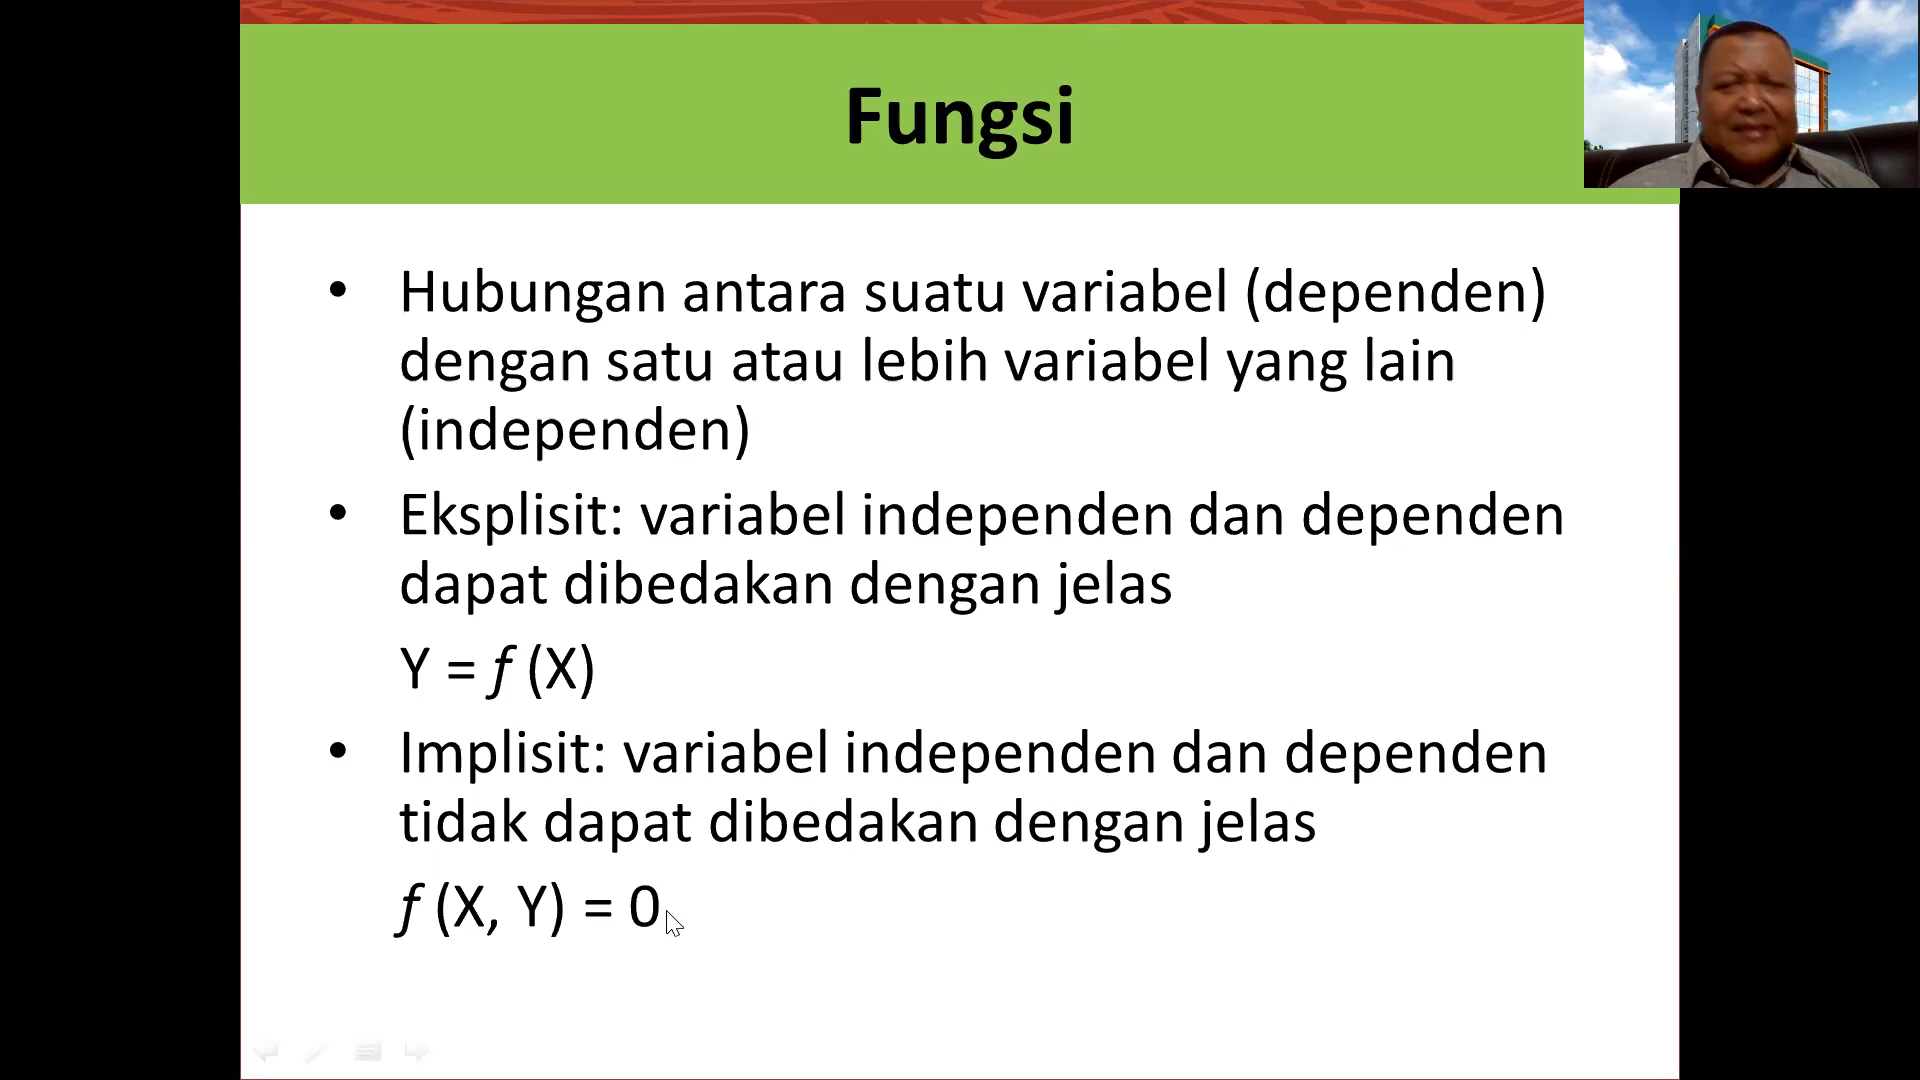 Fungsi
• Hubungan antara suatu variabel (dependen)
dengan satu atau lebih variabel yang lain
(independen)
• Eksplisit: variabel independen dan dependen
dapat dibedakan dengan jelas
Y = f (X)
• Implisit: variabel independen dan dependen
tidak dapat dibedakan dengan jelas
f (X, Y) = 0